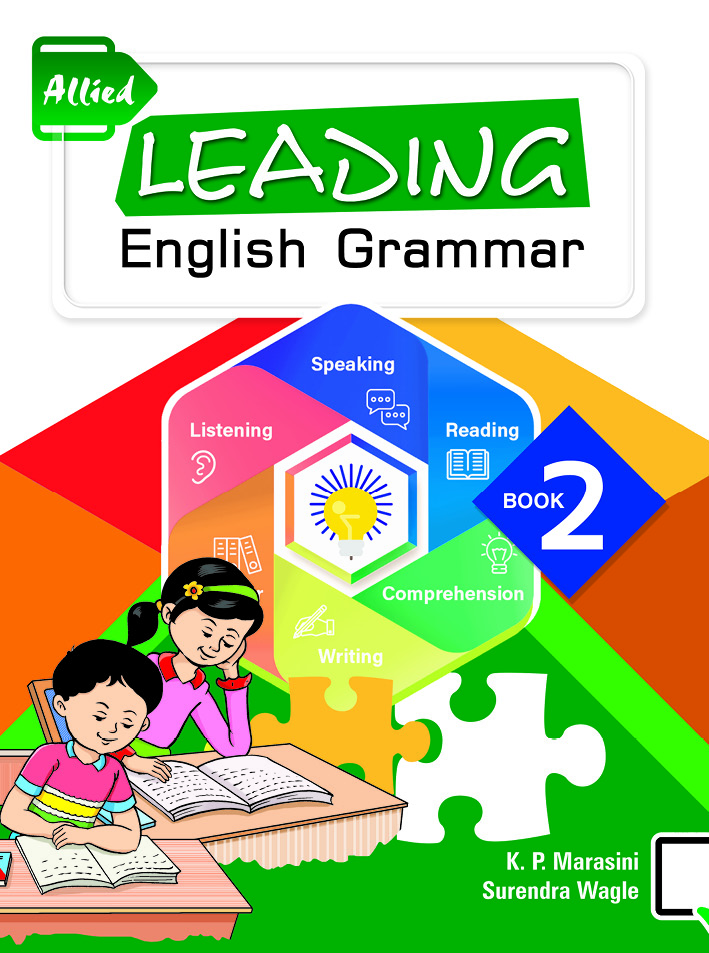 Allied
LEADING
English Grammar
Speaking
Listening
Reading
BOOK 2
Comprehension
Writing
K. P. Marasini
Surendra Wagle